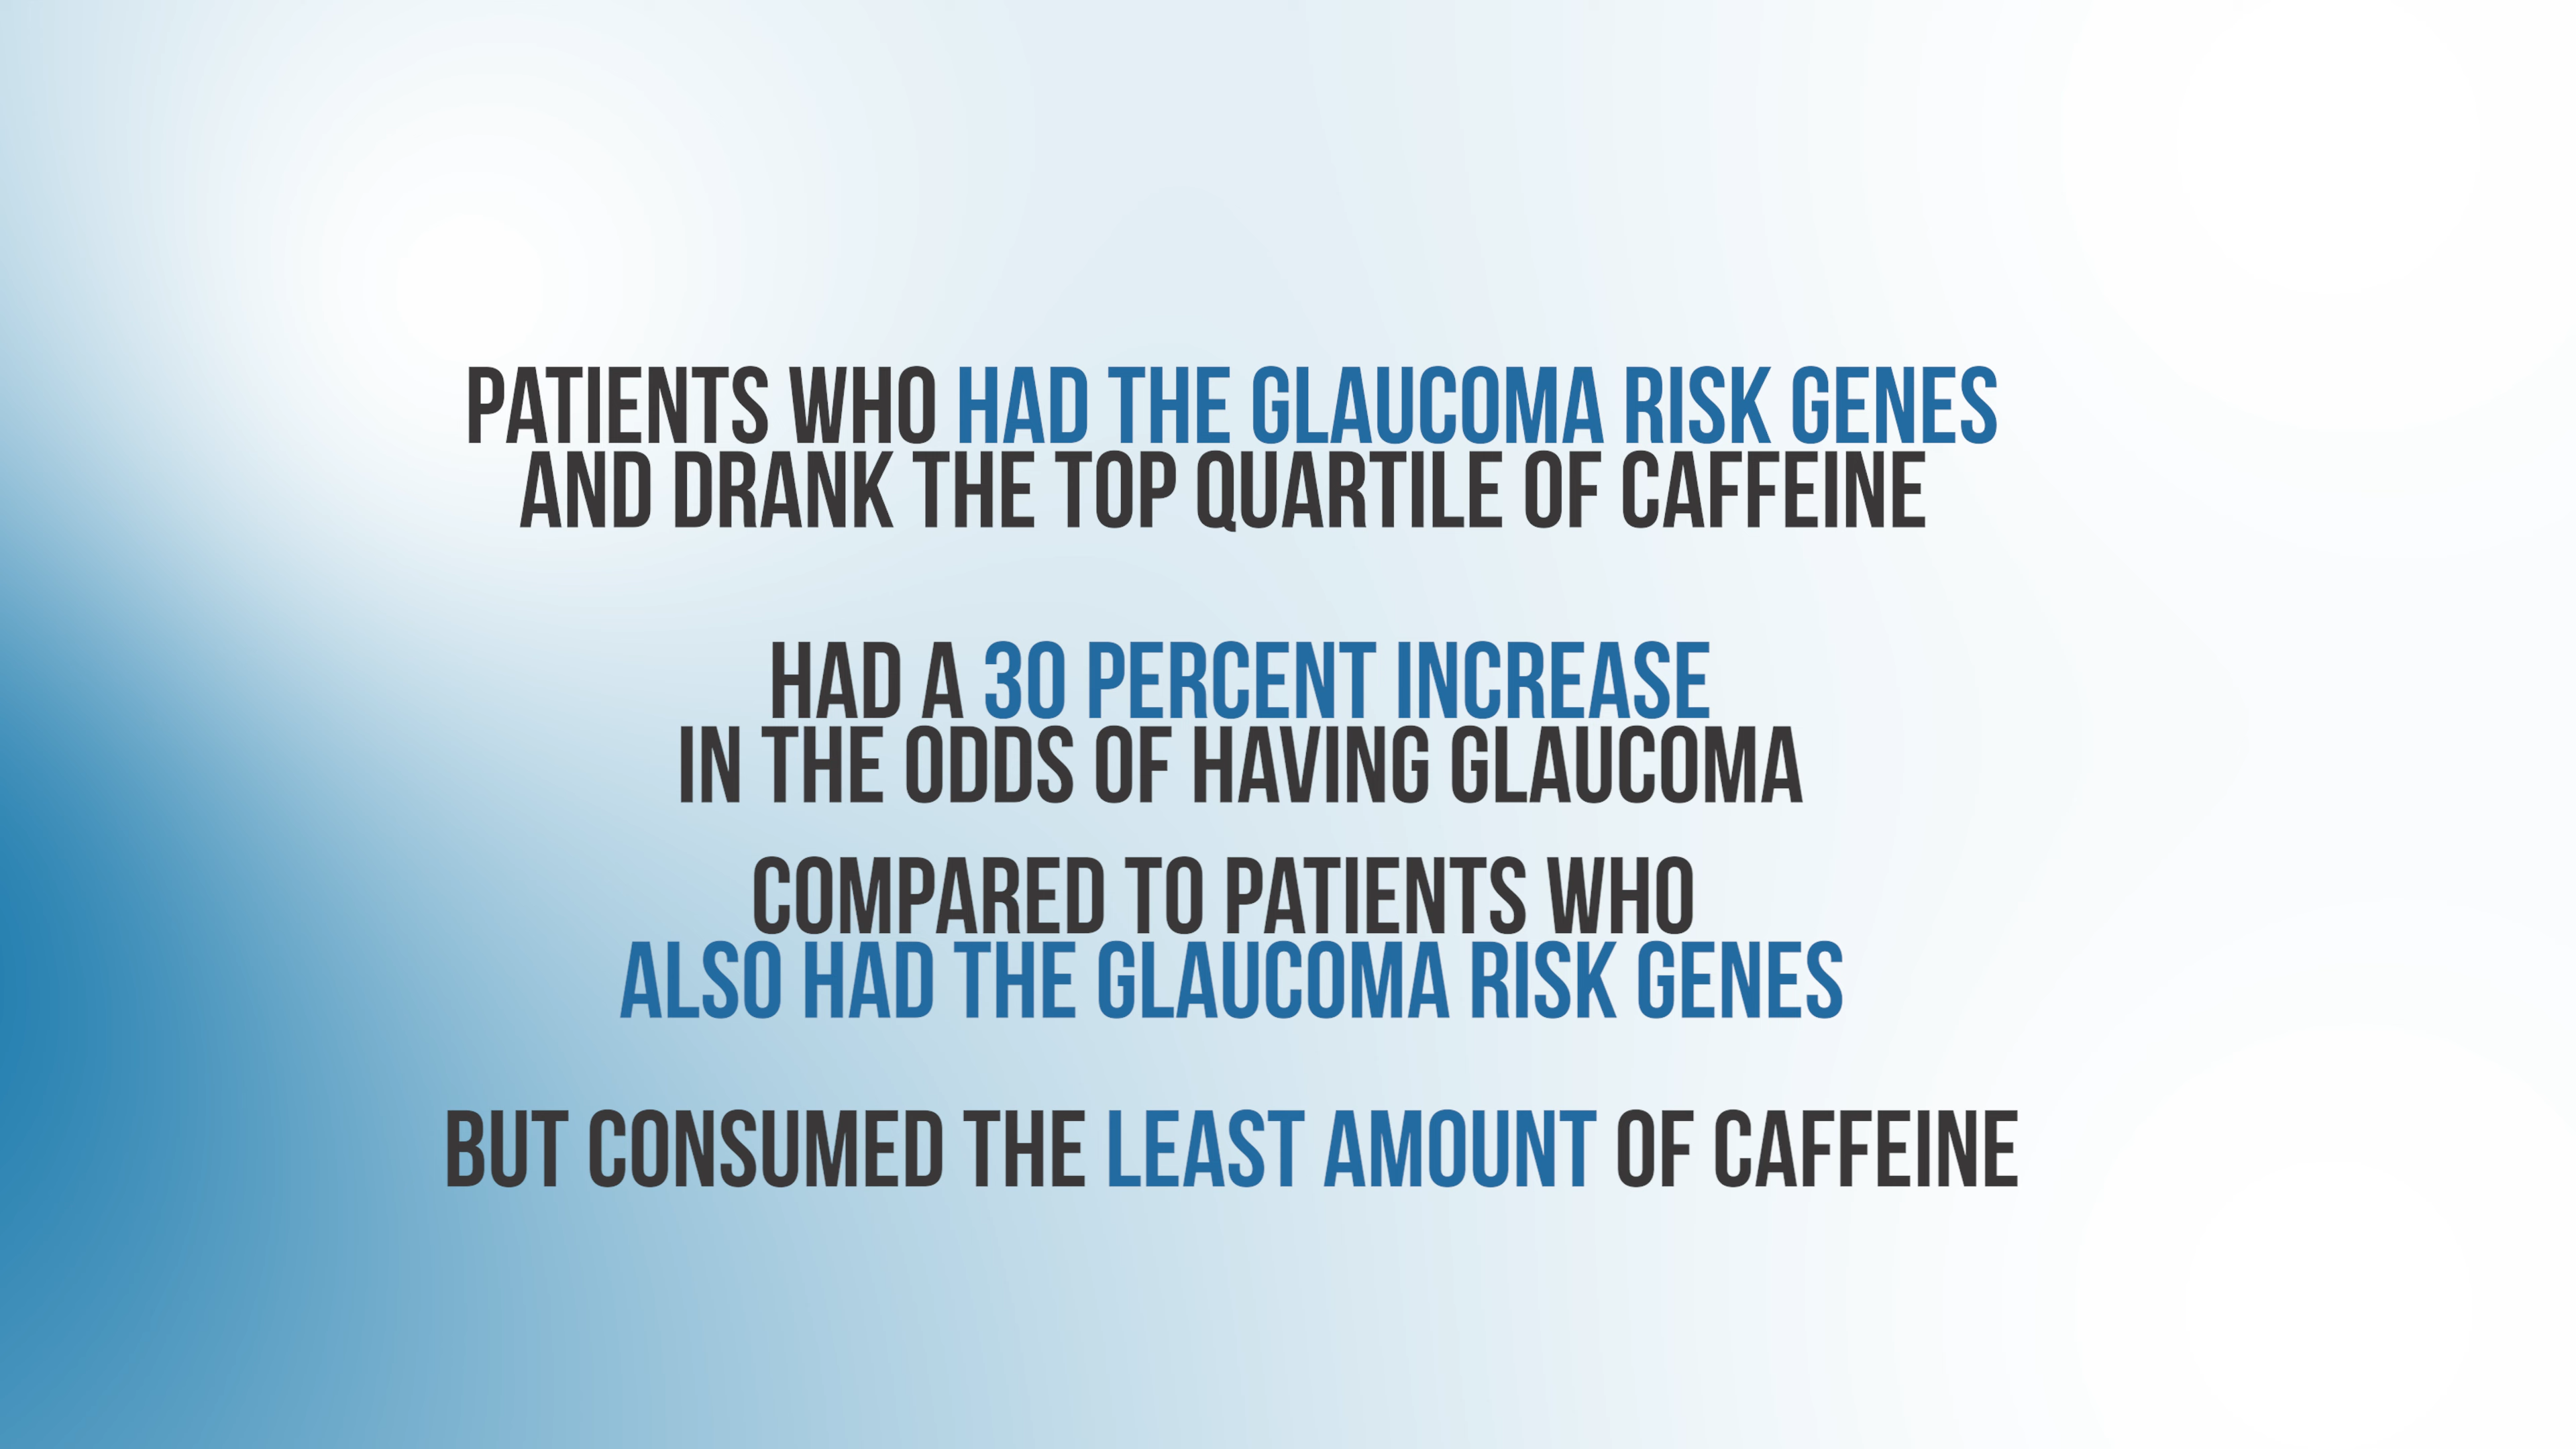 PATIENTS WHO HAD THE GLAUCOMA RISK GENES
AND DRANK THE TOP QUARTILE OF CAFFEINE
HAD A 30 PERCENT INCREASE
IN THE ODDS OF HAVING GLAUCOMA
COMPARED TO PATIENTS WHO
ALSO HAD THE GLAUCOMA RISK GENES
BUT CONSUMED THE LEAST AMOUNT OF CAFFEINE